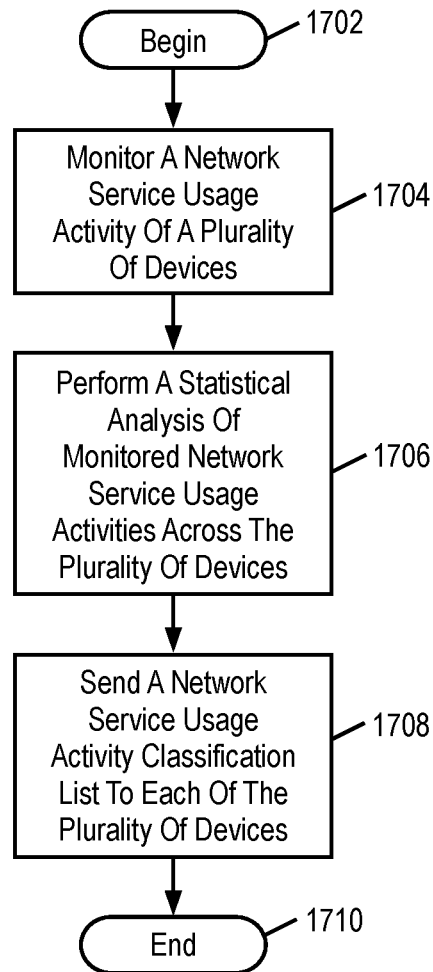 Begin
1702
Monitor A Network
Service Usage
Activity Of A Plurality
Of Devices
1704
Perform A Statistical
Analysis Of
Monitored Network
Service Usage
Activities Across The
Plurality Of Devices
1706
Send A Network
Service Usage
Activity Classification
List To Each Of The
Plurality Of Devices
1708
End
1710